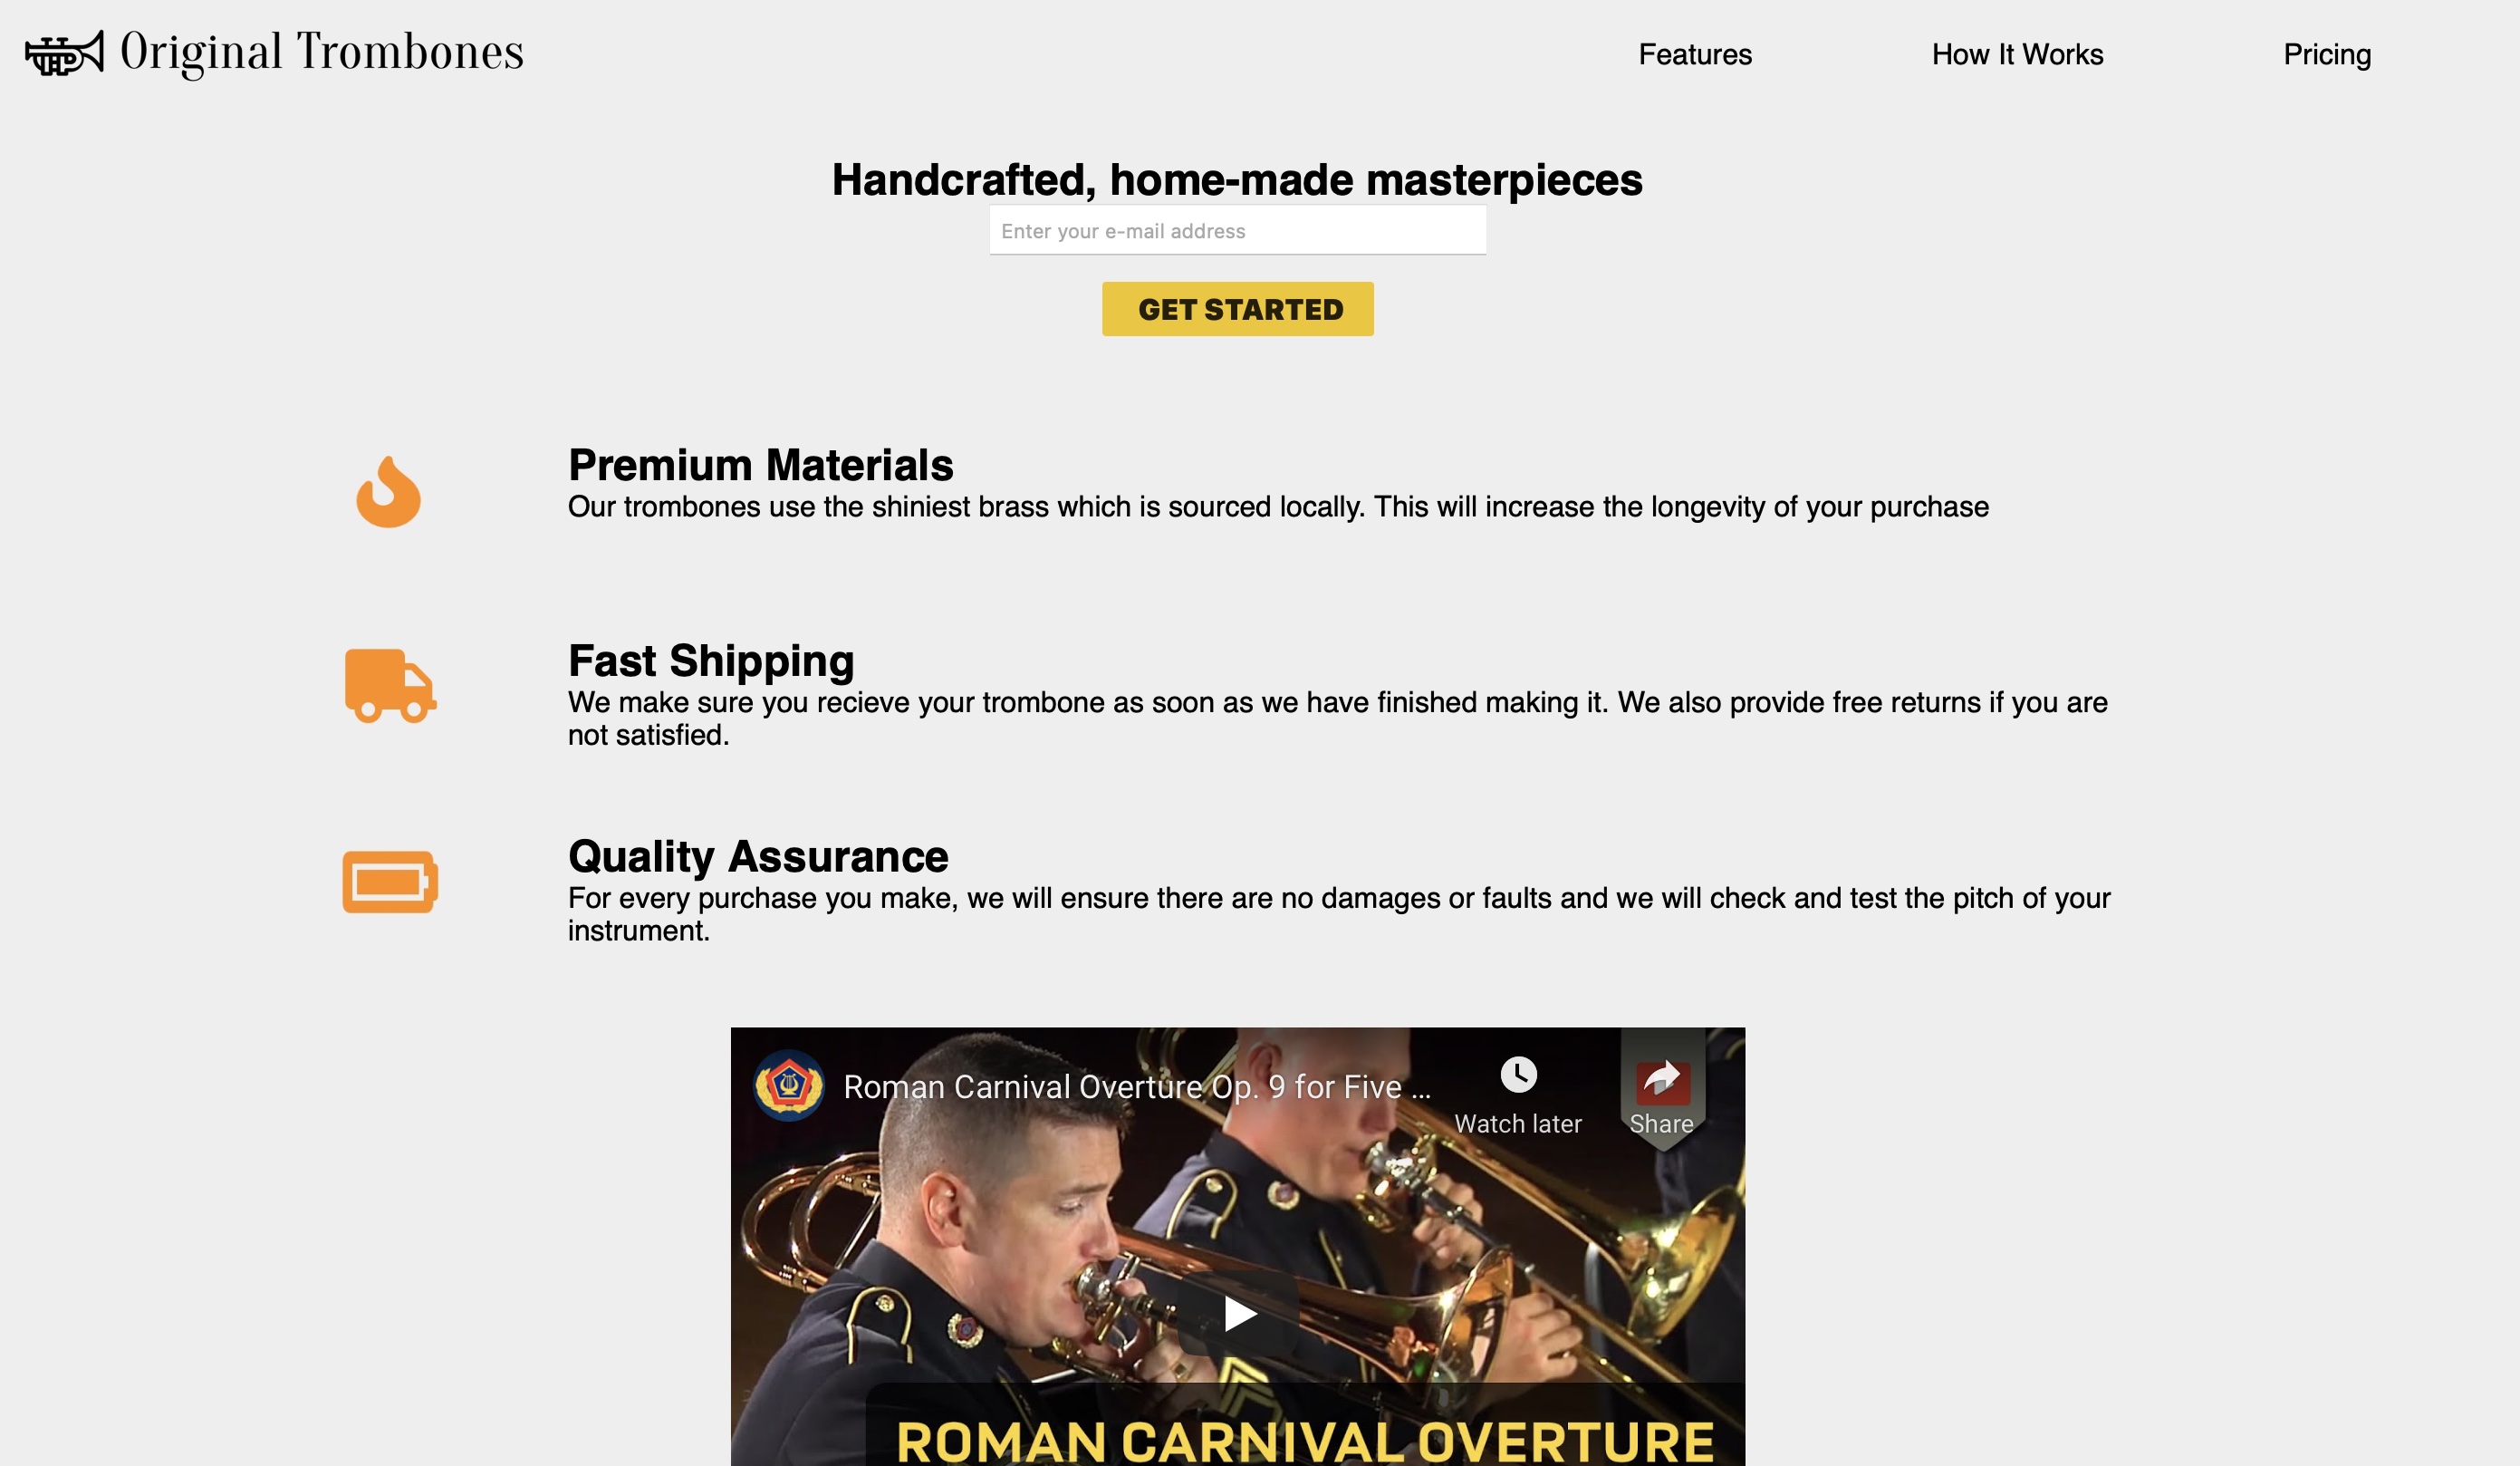 Original Trombones
Features
How It Works
Pricing
Handcrafted, home-made masterpieces
Enter your e-mail address
GET STARTED
Premium Materials
Our trombones use the shiniest brass which is sourced locally. This will increase the longevity of your purchase
Fast Shipping
We make sure you recieve your trombone as soon as we have finished making it. We also provide free returns if you are
not satisfied.
Quality Assurance
For every purchase you make, we will ensure there are no damages or faults and we will check and test the pitch of your
instrument.
Roman Carnival Overture Op. 9 for Five ...
Watch later
Share
ROMAN CARNIVAL OVERTURE